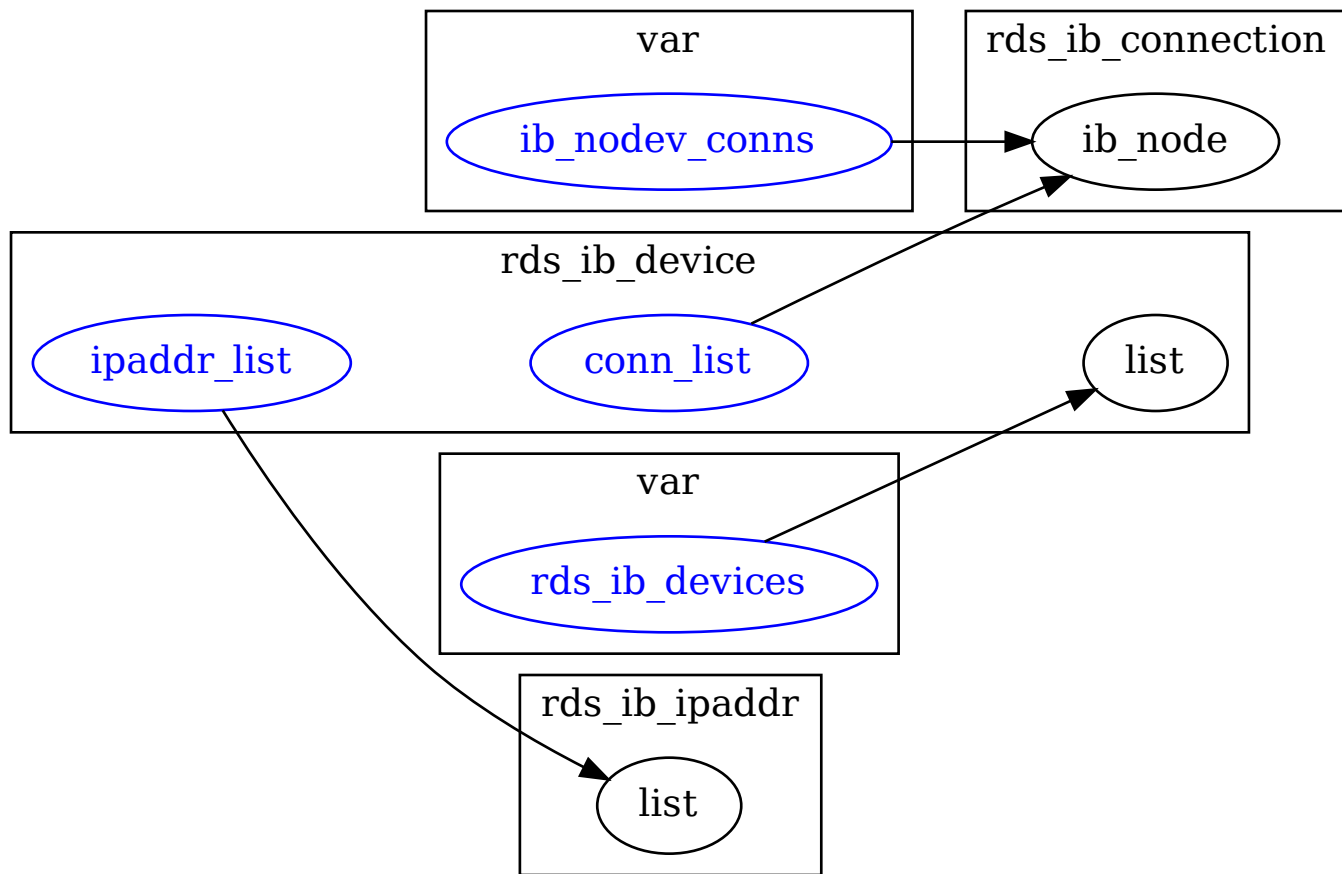 var
rds_ib_connection
ib_nodev_conns
ib_node
rds_ib_device
ipaddr_list
conn_list
list
var
rds_ib_devices
rds_ib_ipaddr
list